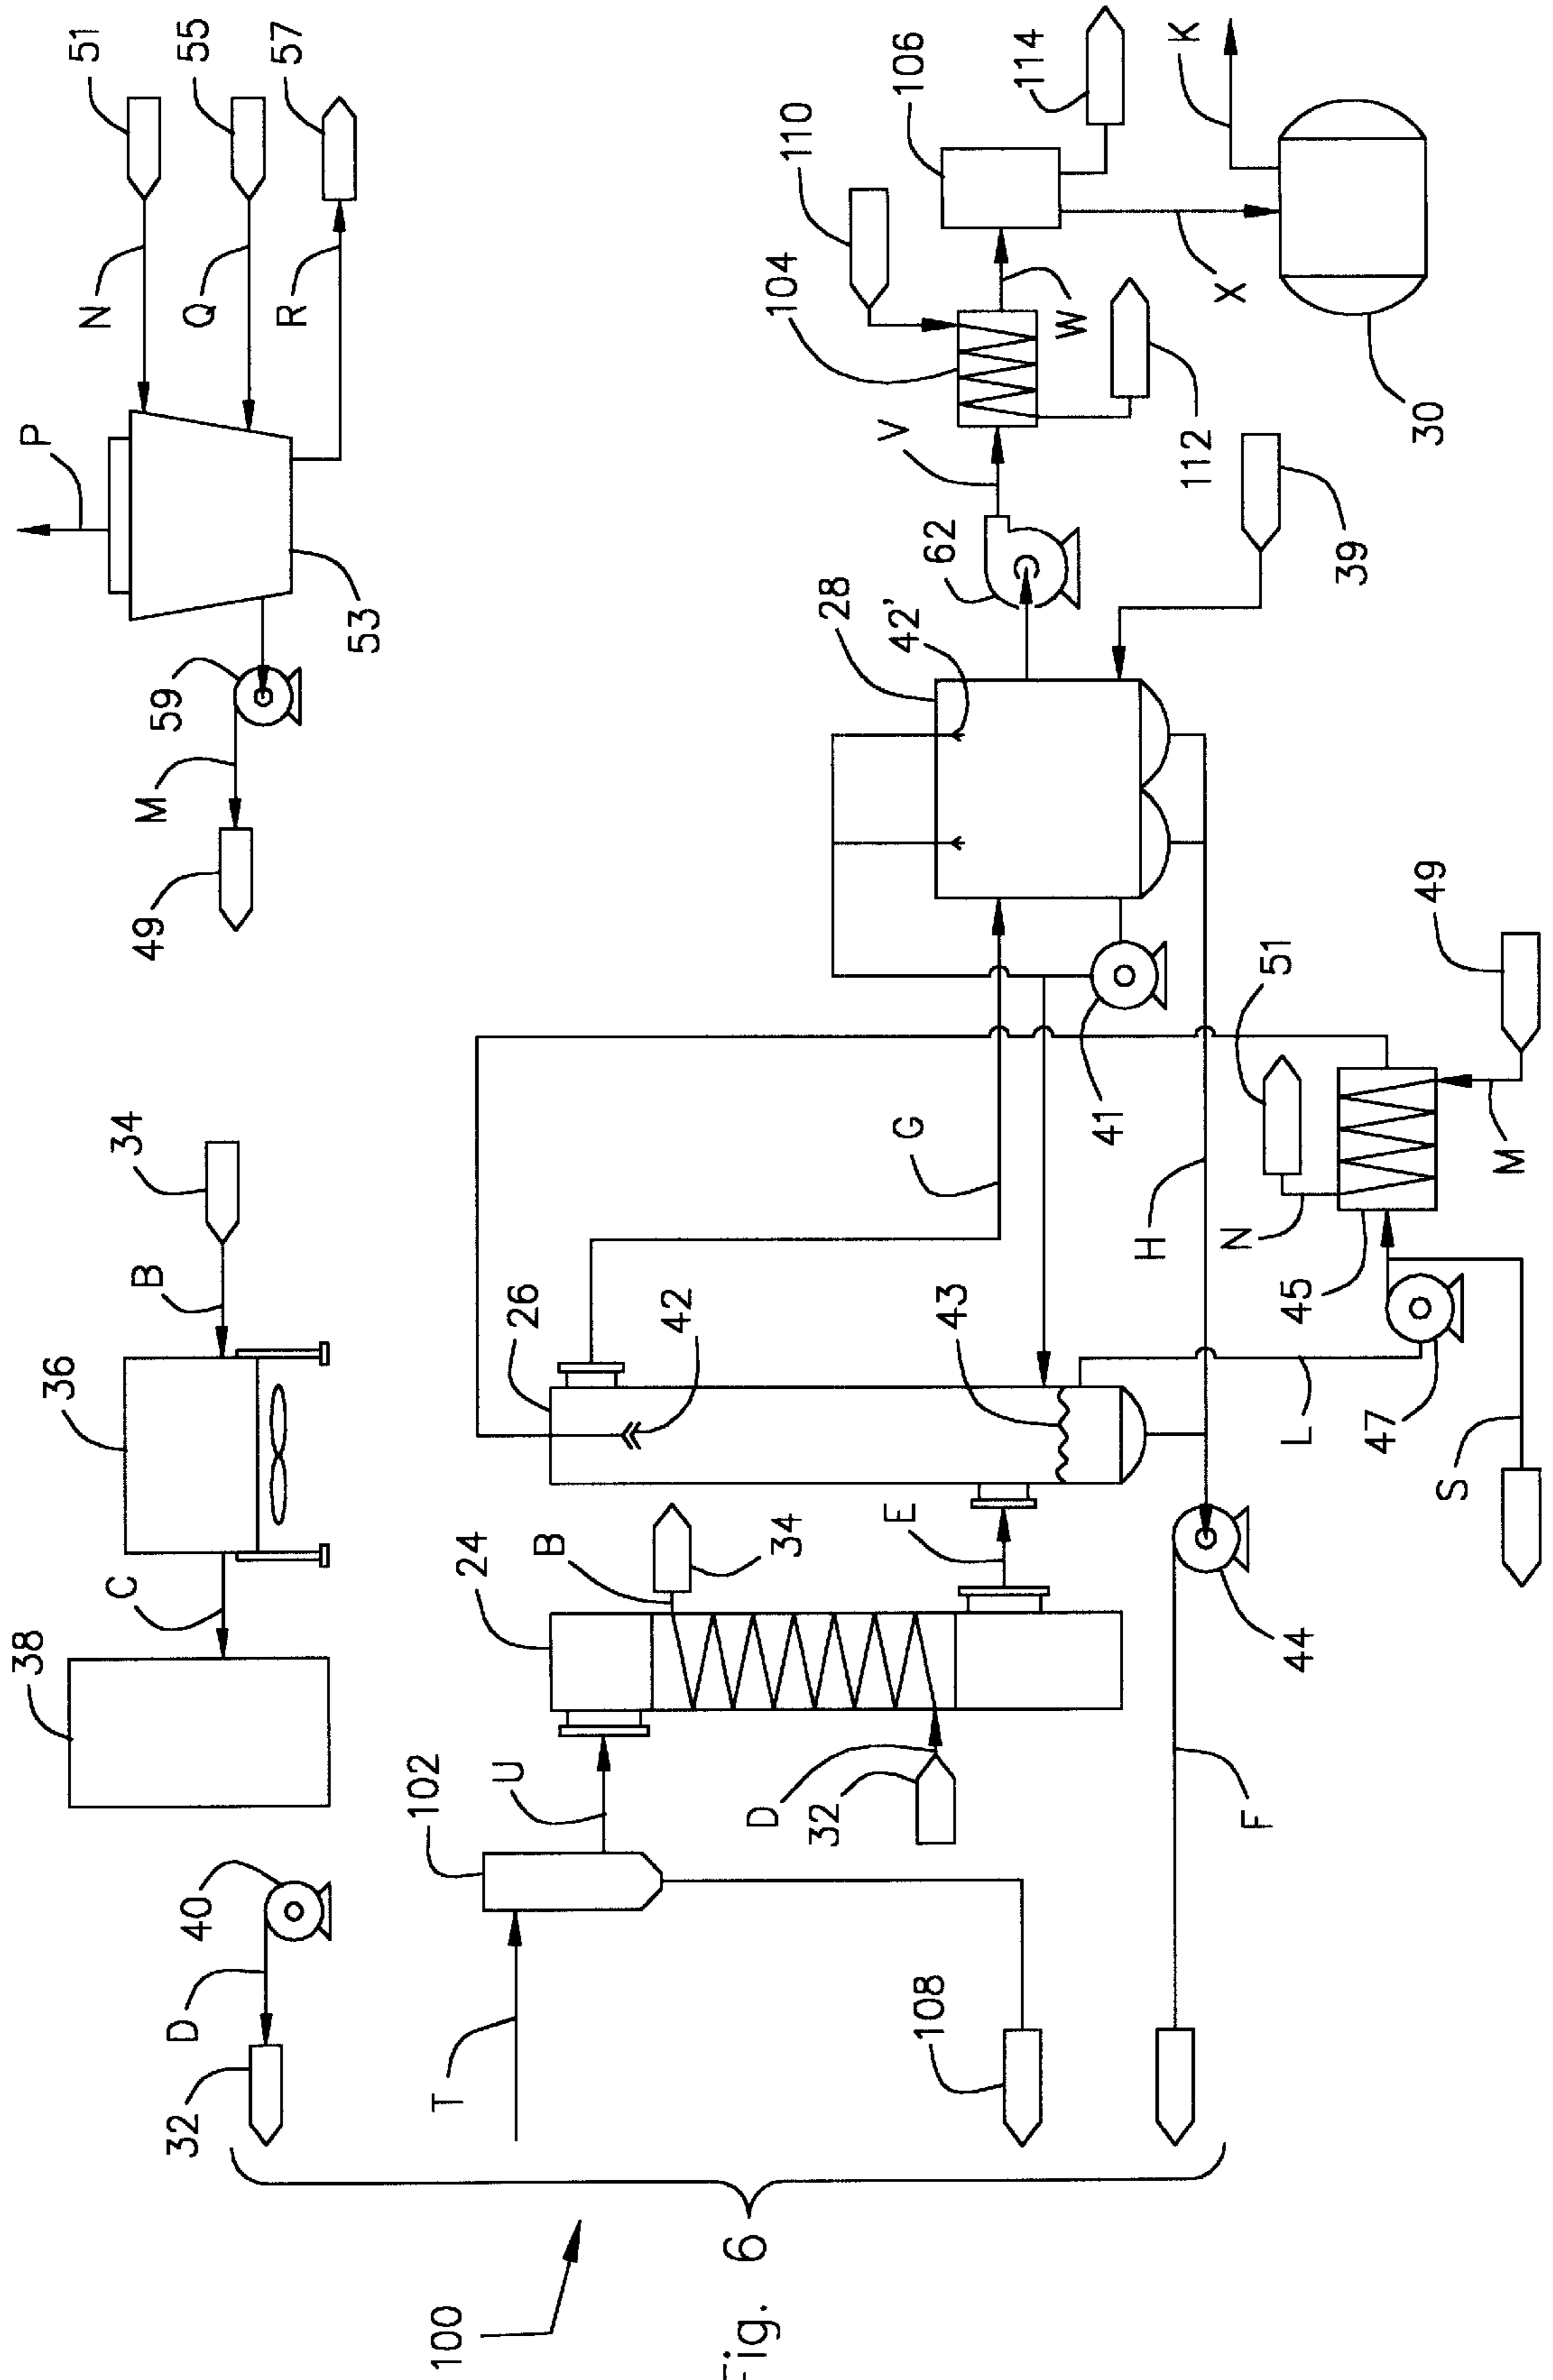 32
D
40
38
C
36
B
34
49
M
59
53
P
N
51
Q
55
R
57
100
T
102
U
24
B
34
26
42
G
28
42'
62
V
104
110
106
114
K
108
D
32
E
43
41
W
112
X
30
39
F
44
H
L
47
S
45
N
51
M
49
Fig. 6